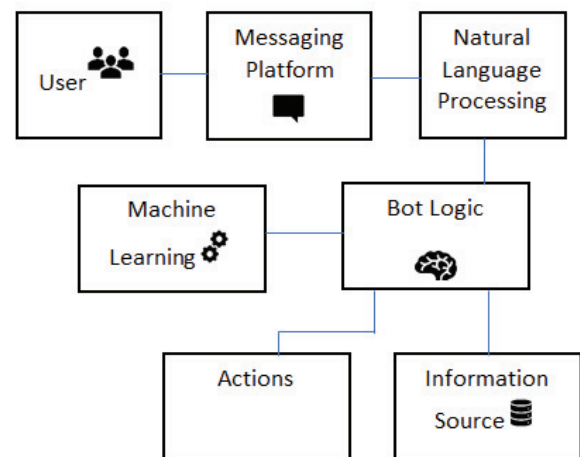 User
Messaging
Platform
Natural
Language
Processing
Machine
Learning
Bot Logic
Actions
Information
Source